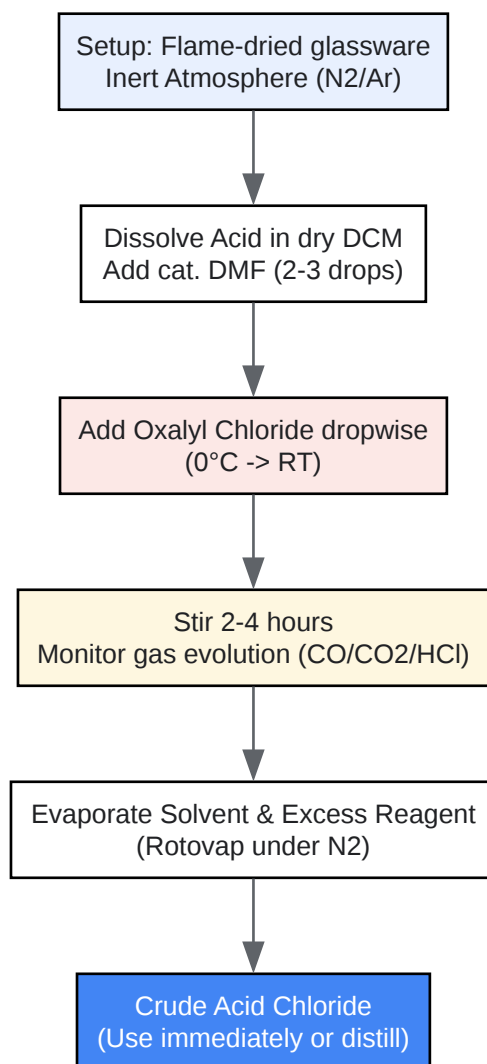 Setup: Flame-dried glassware
Inert Atmosphere (N2/Ar)
Dissolve Acid in dry DCM
Add cat. DMF (2-3 drops)
Add Oxalyl Chloride dropwise
(0°C -> RT)
Stir 2-4 hours
Monitor gas evolution (CO/CO2/HCl)
Evaporate Solvent & Excess Reagent
(Rotovap under N2)
Crude Acid Chloride
(Use immediately or distill)